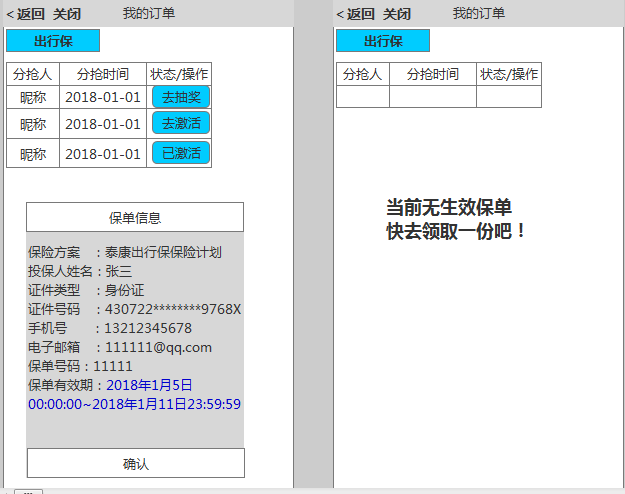 < 返回 关闭 我的订单
出行保
分抢人 分抢时间 状态/操作
昵称 2018-01-01 去抽奖
昵称 2018-01-01 去激活
昵称 2018-01-01 已激活
保单信息
保险方案 ：泰康出行保保险计划
投保人姓名：张三
证件类型 ：身份证
证件号码 ：430722********9768X
手机号 ：13212345678
电子邮箱 ：111111@qq.com
保单号码：11111
保单有效期：2018年1月5日
00:00:00~2018年1月11日23:59:59
确认
< 返回 关闭 我的订单
出行保
分抢人 分抢时间 状态/操作
当前无生效保单
快去领取一份吧！